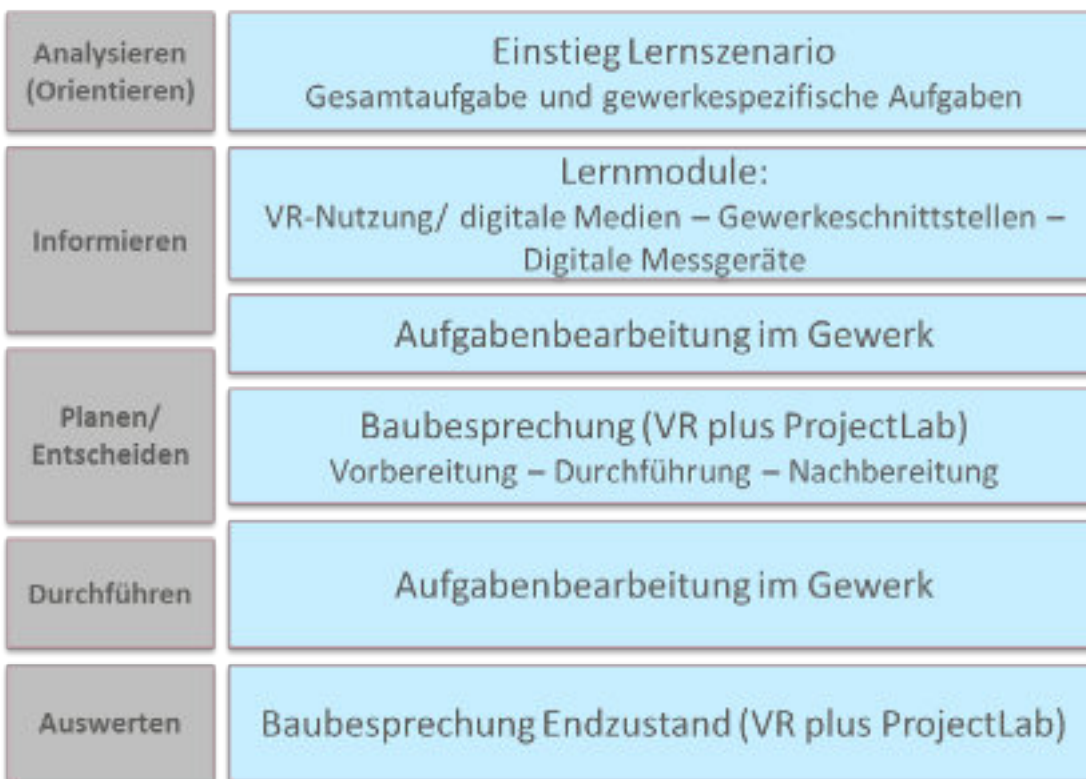 Analysieren
(Orientieren)
Einstieg Lernszenario
Gesamtaufgabe und gewerkespezifische Aufgaben
Informieren
Lernmodule:
VR-Nutzung/ digitale Medien – Gewerkeschnittstellen –
Digitale Messgeräte
Aufgabenbearbeitung im Gewerk
Planen/
Entscheiden
Baubesprechung (VR plus ProjectLab)
Vorbereitung – Durchführung – Nachbereitung
Durchführen
Aufgabenbearbeitung im Gewerk
Auswerten
Baubesprechung Endzustand (VR plus ProjectLab)